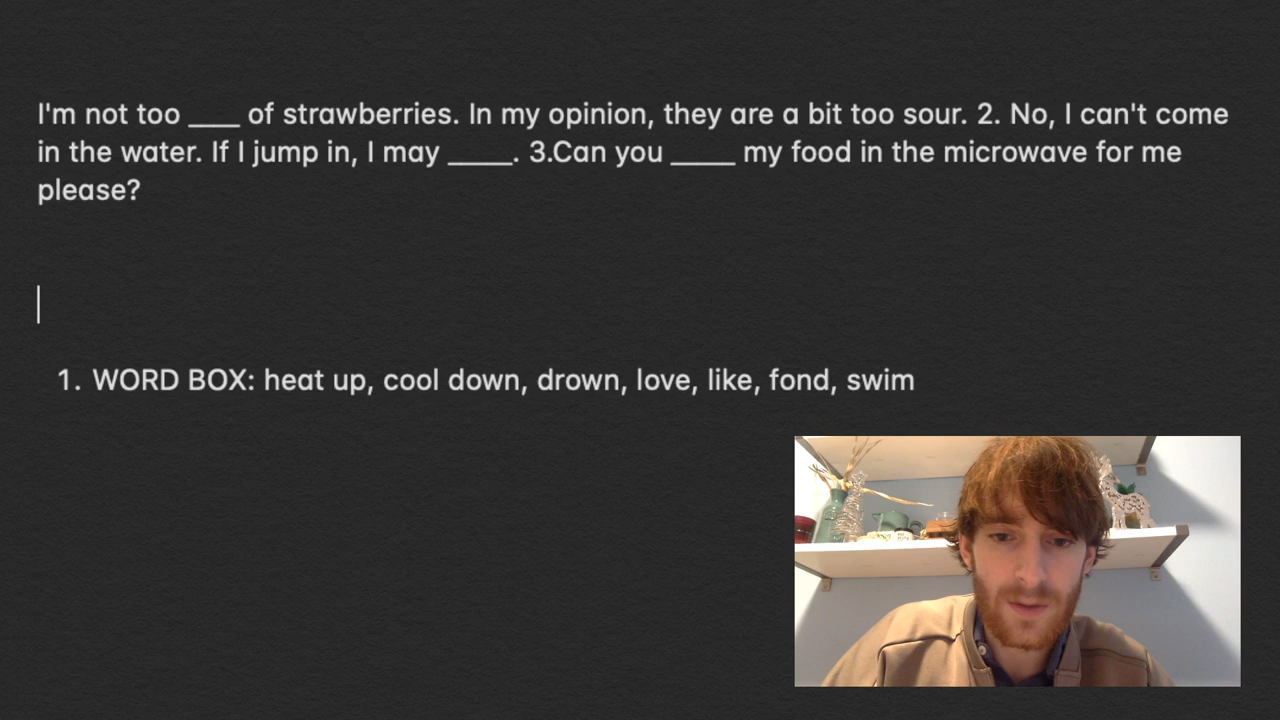 I'm not too ____ of strawberries. In my opinion, they are a bit too sour. 2. No, I can't come
in the water. If I jump in, I may _____. 3.Can you _____ my food in the microwave for me
please?
1. WORD BOX: heat up, cool down, drown, love, like, fond, swim